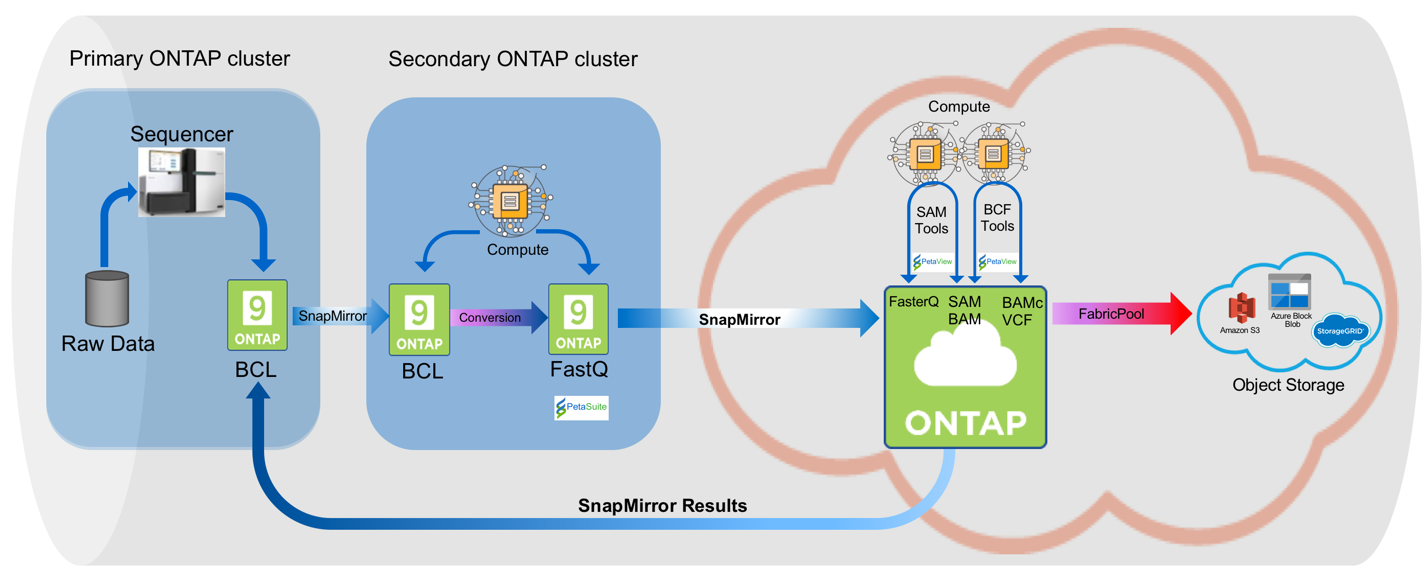 Primary ONTAP cluster
Secondary ONTAP cluster
Sequencer
Raw Data
9
ONTAP
BCL
SnapMirror
Compute
9
ONTAP
BCL
Conversion
9
ONTAP
FastQ
PetaSuite
SnapMirror
Compute
SAM
Tools
PetaView
BCF
Tools
PetaView
FasterQ
SAM
BAM
BAMc
VCF
ONTAP
FabricPool
Amazon S3
Azure Block
Blob
StorageGRID
Object Storage
SnapMirror Results